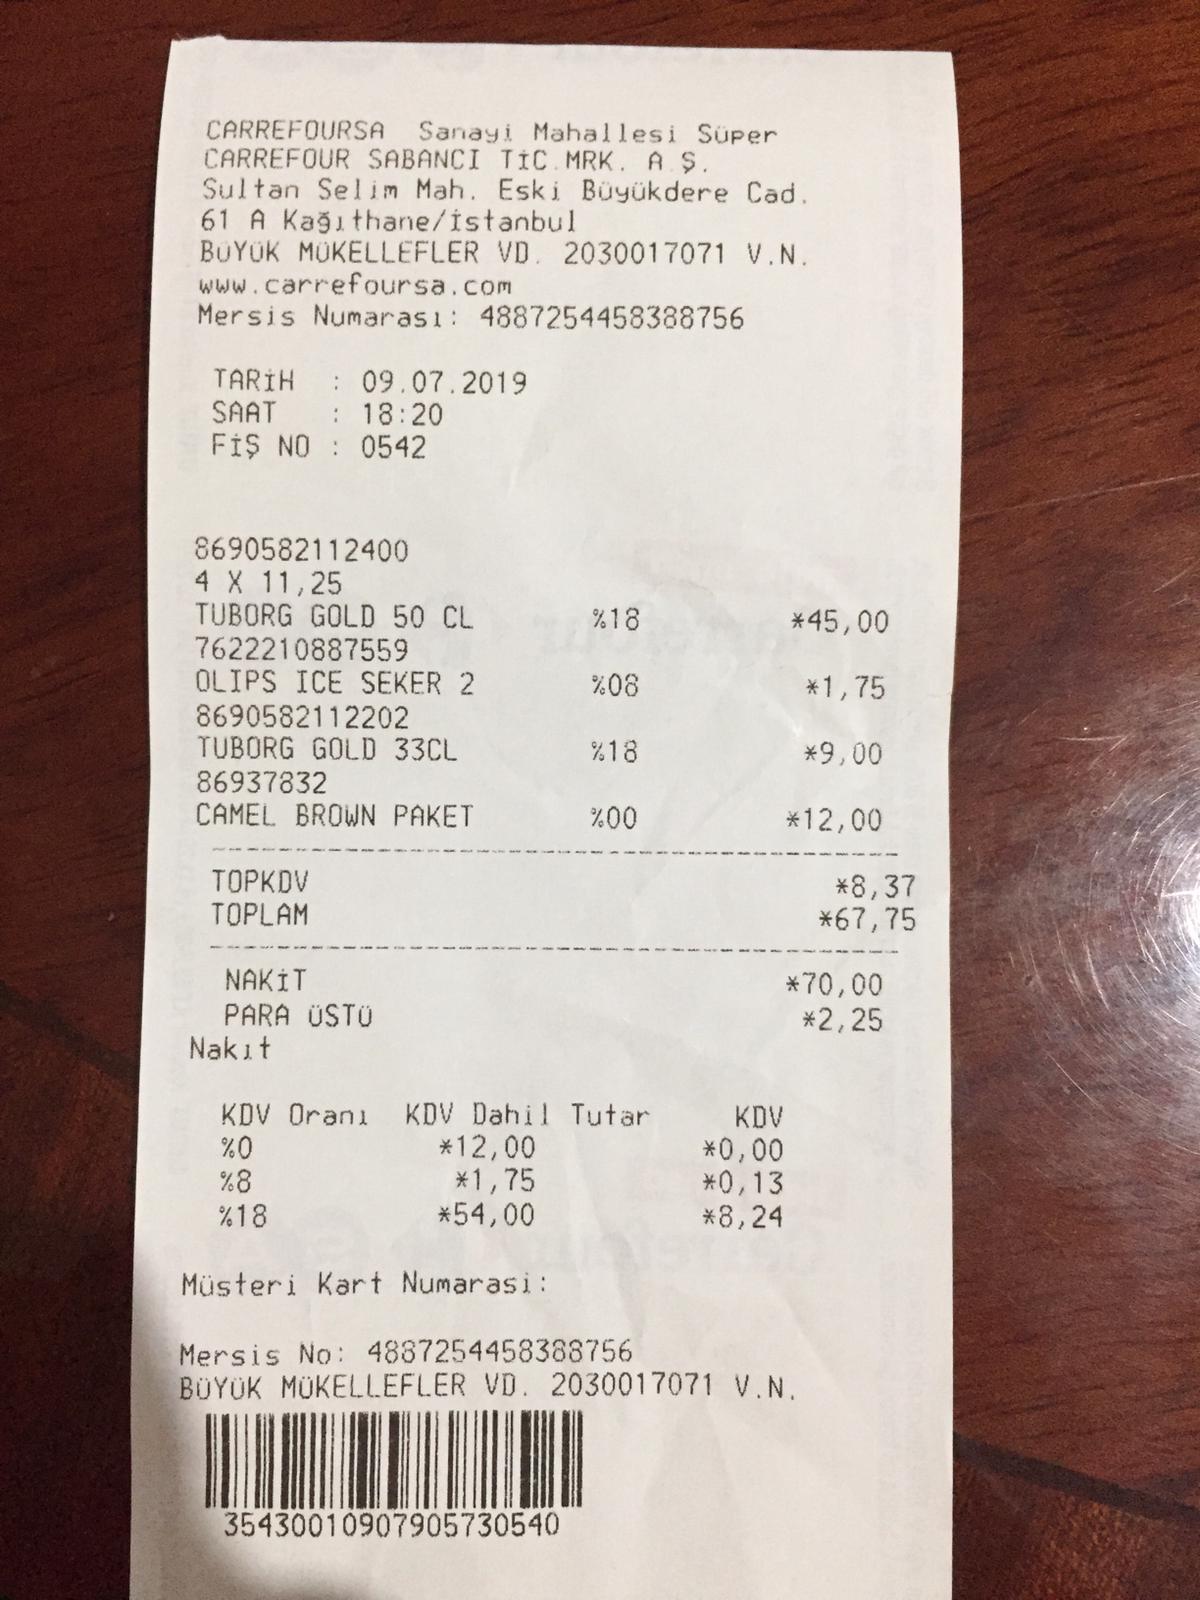 CARREFOURSA Sanayi Mahallesi Süper
CARREFOUR SABANCI TİC.MRK. A.Ş.
Sultan Selim Mah. Eski Büyükdere Cad.
61 A Kağıthane/İstanbul
BÜYÜK MÜKELLEFLER VD. 2030017071 V.N.
www.carrefoursa.com
Mersis Numarası: 4887254458388756
TARİH : 09.07.2019
SAAT : 18:20
FİŞ NO : 0542
8690582112400
4 X 11,25
TUBORG GOLD 50 CL %18 *45,00
7622210887559
OLIPS ICE SEKER 2 %08 *1,75
8690582112202
TUBORG GOLD 33CL %18 *9,00
86937832
CAMEL BROWN PAKET %00 *12,00
TOPKDV *8,37
TOPLAM *67,75
NAKİT *70,00
PARA ÜSTÜ *2,25
Nakıt
KDV Oranı KDV Dahil Tutar KDV
%0 *12,00 *0,00
%8 *1,75 *0,13
%18 *54,00 *8,24
Müsteri Kart Numarasi:
Mersis No: 4887254458388756
BÜYÜK MÜKELLEFLER VD. 2030017071 V.N.
35430010907905730540